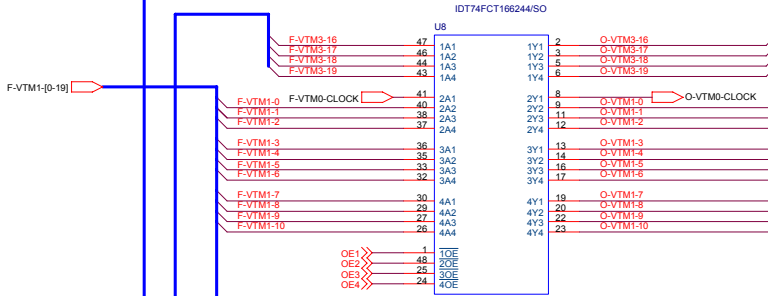 IDT74FCT166244/SO
U8
F-VTM3-16 47 1A1 1Y1 2 O-VTM3-16
F-VTM3-17 46 1A2 1Y2 3 O-VTM3-17
F-VTM3-18 44 1A3 1Y3 5 O-VTM3-18
F-VTM3-19 43 1A4 1Y4 6 O-VTM3-19
F-VTM1-[0-19]
F-VTM0-CLOCK 41 2A1 2Y1 8 O-VTM0-CLOCK
F-VTM1-0 40 2A2 2Y2 9 O-VTM1-0
F-VTM1-1 38 2A3 2Y3 11 O-VTM1-1
F-VTM1-2 37 2A4 2Y4 12 O-VTM1-2
F-VTM1-3 36 3A1 3Y1 13 O-VTM1-3
F-VTM1-4 35 3A2 3Y2 14 O-VTM1-4
F-VTM1-5 33 3A3 3Y3 16 O-VTM1-5
F-VTM1-6 32 3A4 3Y4 17 O-VTM1-6
F-VTM1-7 30 4A1 4Y1 19 O-VTM1-7
F-VTM1-8 29 4A2 4Y2 20 O-VTM1-8
F-VTM1-9 27 4A3 4Y3 22 O-VTM1-9
F-VTM1-10 26 4A4 4Y4 23 O-VTM1-10
OE1 1 1OE
OE2 48 2OE
OE3 25 3OE
OE4 24 4OE